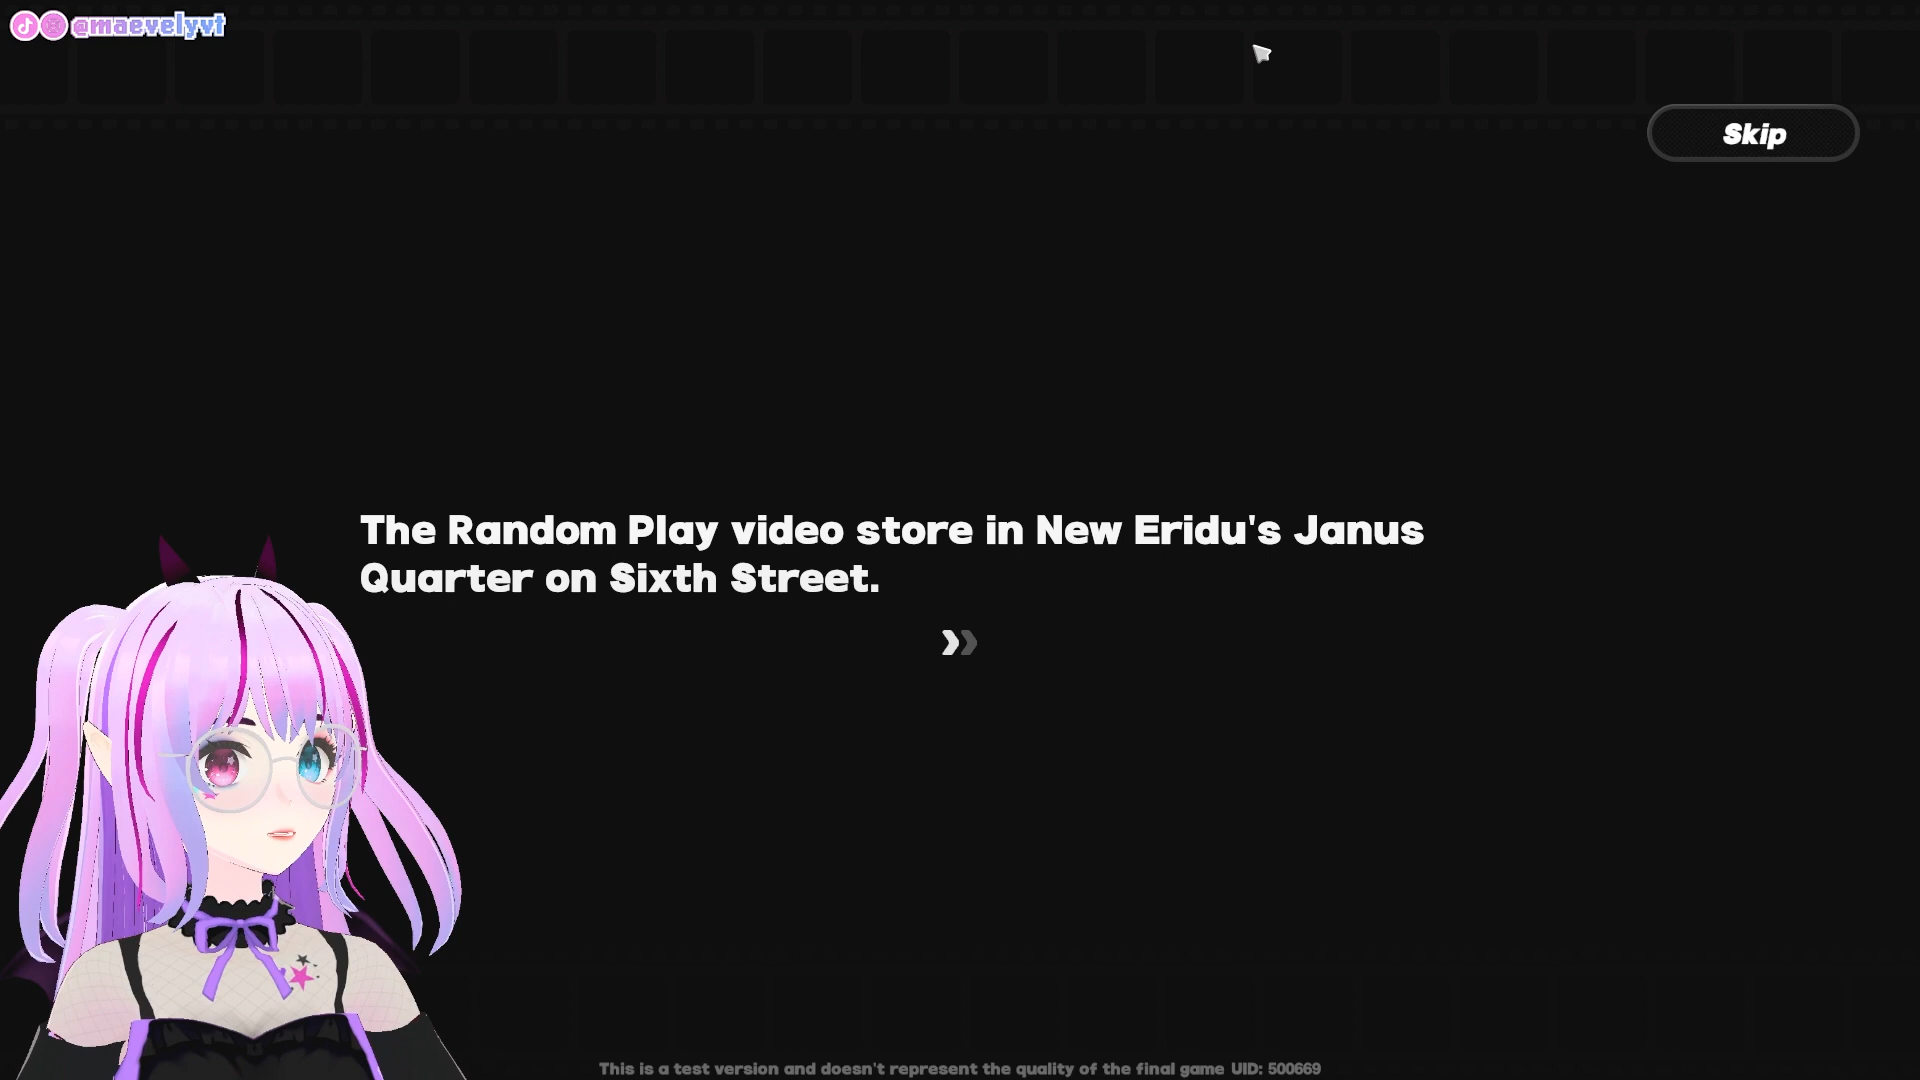 @maevelyvt
Skip
The Random Play video store in New Eridu's Janus
Quarter on Sixth Street.
This is a test version and doesn't represent the quality of the final game UID: 500669